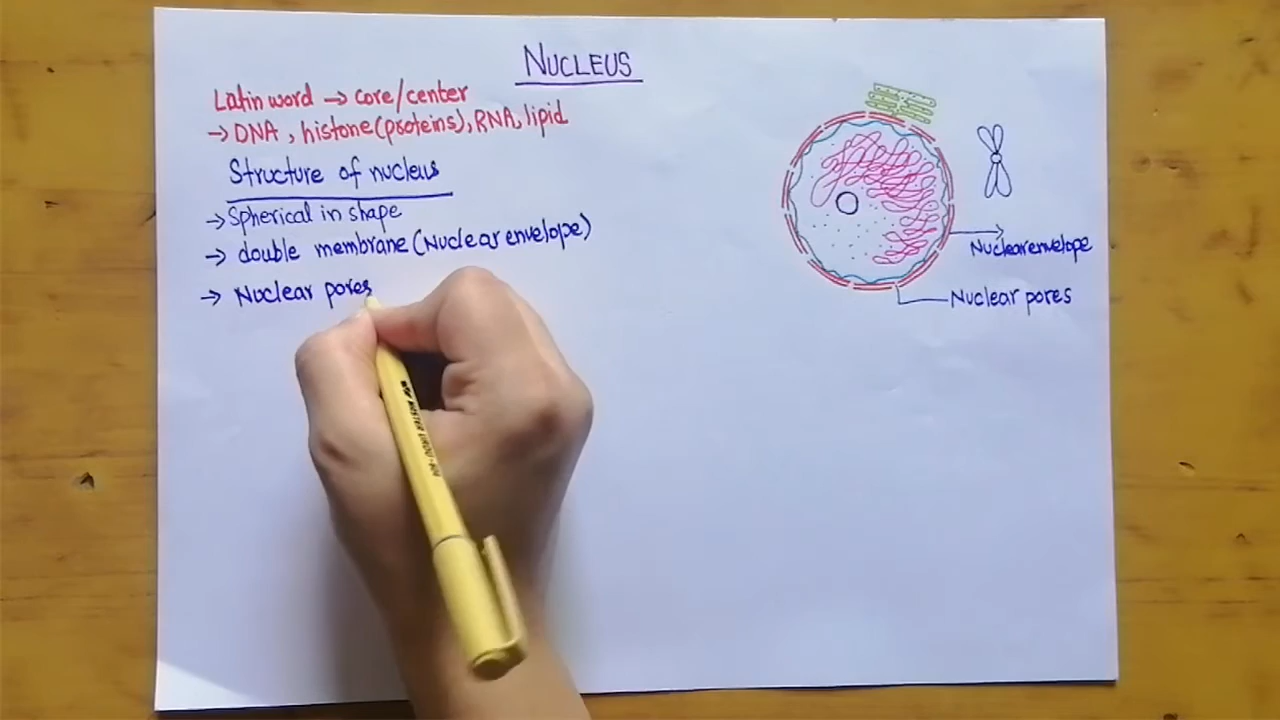 NUCLEUS
Latin word → core/center
→ DNA, histone(proteins), RNA, lipid
Structure of nucleus
→ Spherical in shape
→ double membrane (Nuclear envelope)
→ Nuclear pores
Nuclear envelope
Nuclear pores